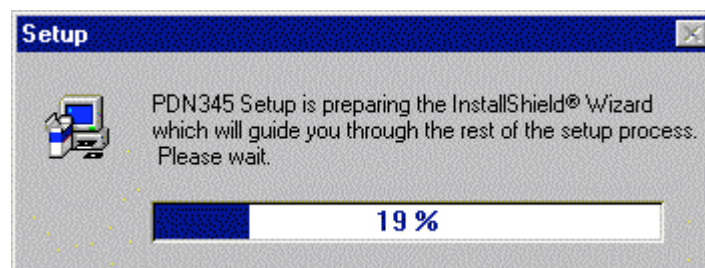 Setup
PDN345 Setup is preparing the InstallShield® Wizard
which will guide you through the rest of the setup process.
Please wait.
19 %